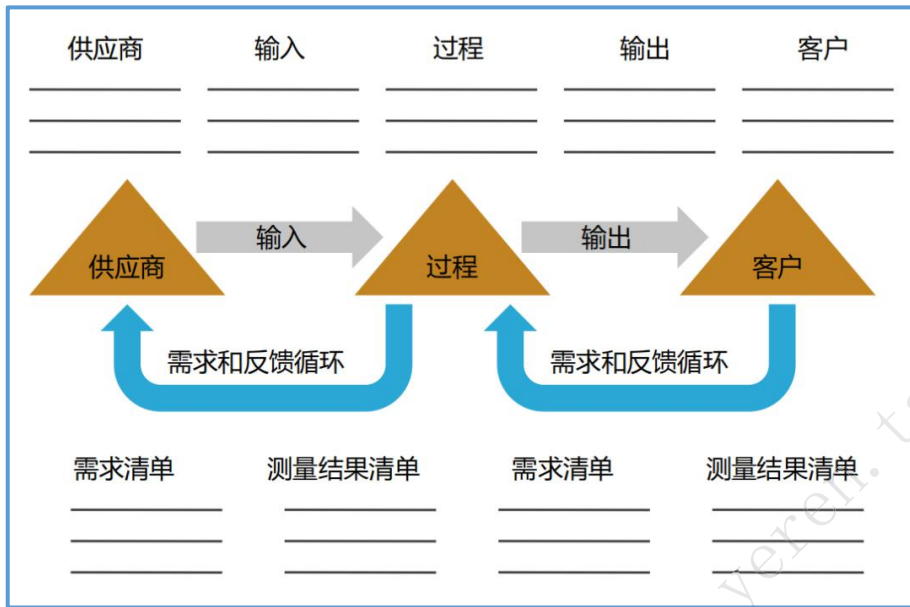 供应商 输入 过程 输出 客户
输入 输出
供应商 过程 客户
需求和反馈循环 需求和反馈循环
需求清单 测量结果清单 需求清单 测量结果清单
yeren. t